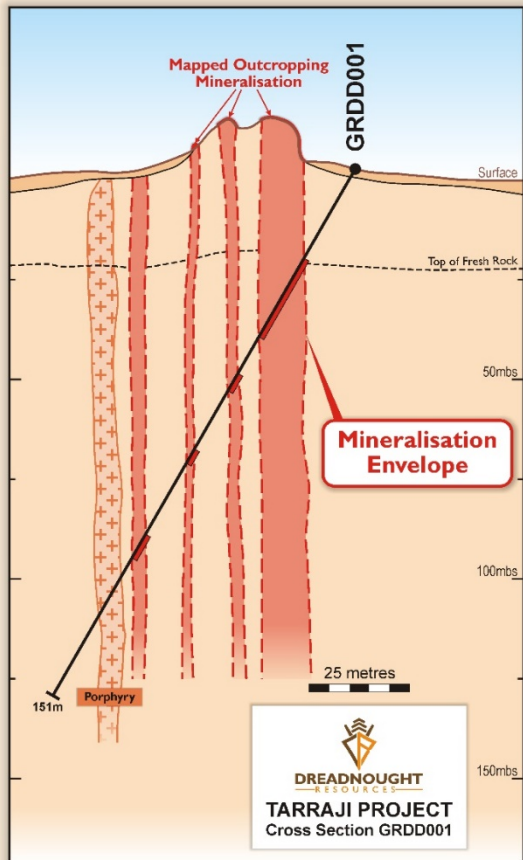 Mapped Outcropping
Mineralisation
GRDD001
Surface
Top of Fresh Rock
50mbs
Mineralisation
Envelope
100mbs
25 metres
Porphyry
151m
DREADNOUGHT
RESOURCES
TARRAJI PROJECT
Cross Section GRDD001
150mbs